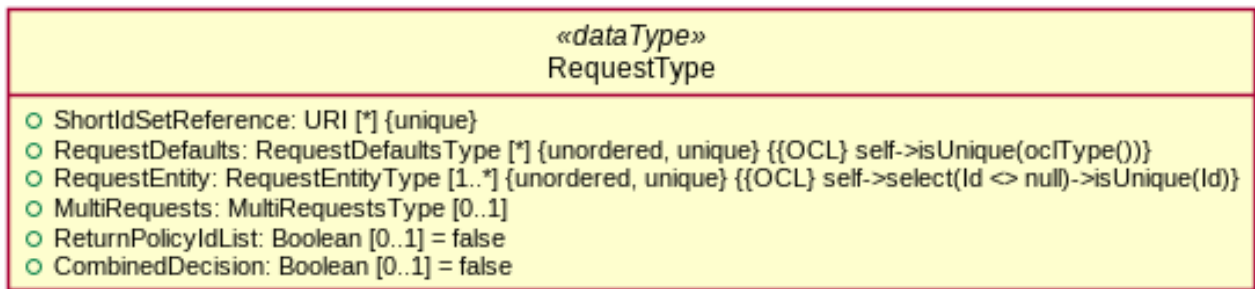 «dataType»
RequestType
ShortIdSetReference: URI [*] {unique}
RequestDefaults: RequestDefaultsType [*] {unordered, unique} {{OCL} self->isUnique(oclType())}
RequestEntity: RequestEntityType [1..*] {unordered, unique} {{OCL} self->select(Id <> null)->isUnique(Id)}
MultiRequests: MultiRequestsType [0..1]
ReturnPolicyIdList: Boolean [0..1] = false
CombinedDecision: Boolean [0..1] = false